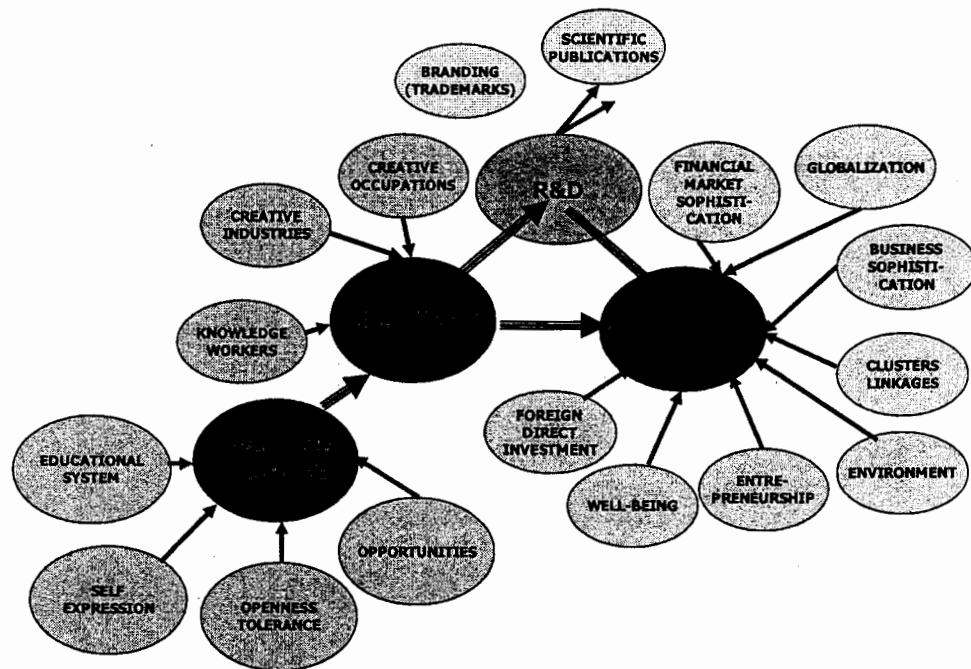 SCIENTIFIC
PUBLICATIONS
BRANDING
(TRADEMARKS)
CREATIVE
OCCUPATIONS
R&D
FINANCIAL
MARKET
SOPHISTI-
CATION
GLOBALIZATION
CREATIVE
INDUSTRIES
BUSINESS
SOPHISTI-
CATION
KNOWLEDGE
WORKERS
CLUSTERS
LINKAGES
FOREIGN
DIRECT
INVESTMENT
EDUCATIONAL
SYSTEM
WELL-BEING
ENTRE-
PRENEURSHIP
ENVIRONMENT
OPPORTUNITIES
SELF
EXPRESSION
OPENNESS
TOLERANCE